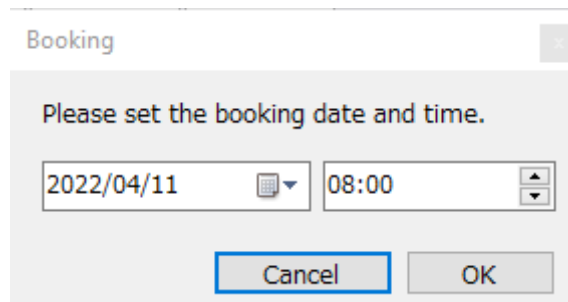 Booking
Please set the booking date and time.
2022/04/11 08:00
Cancel OK